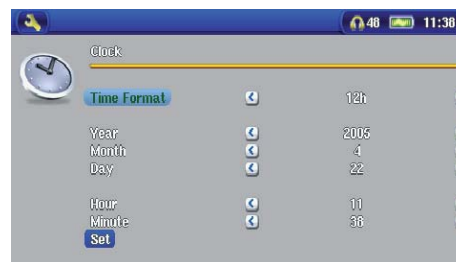 48 11:38
Clock
Time Format 12h
Year 2005
Month 4
Day 22
Hour 11
Minute 38
Set